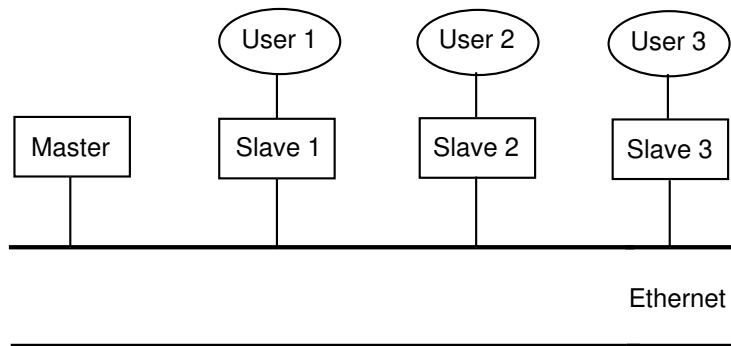 User 1
User 2
User 3
Master
Slave 1
Slave 2
Slave 3
Ethernet